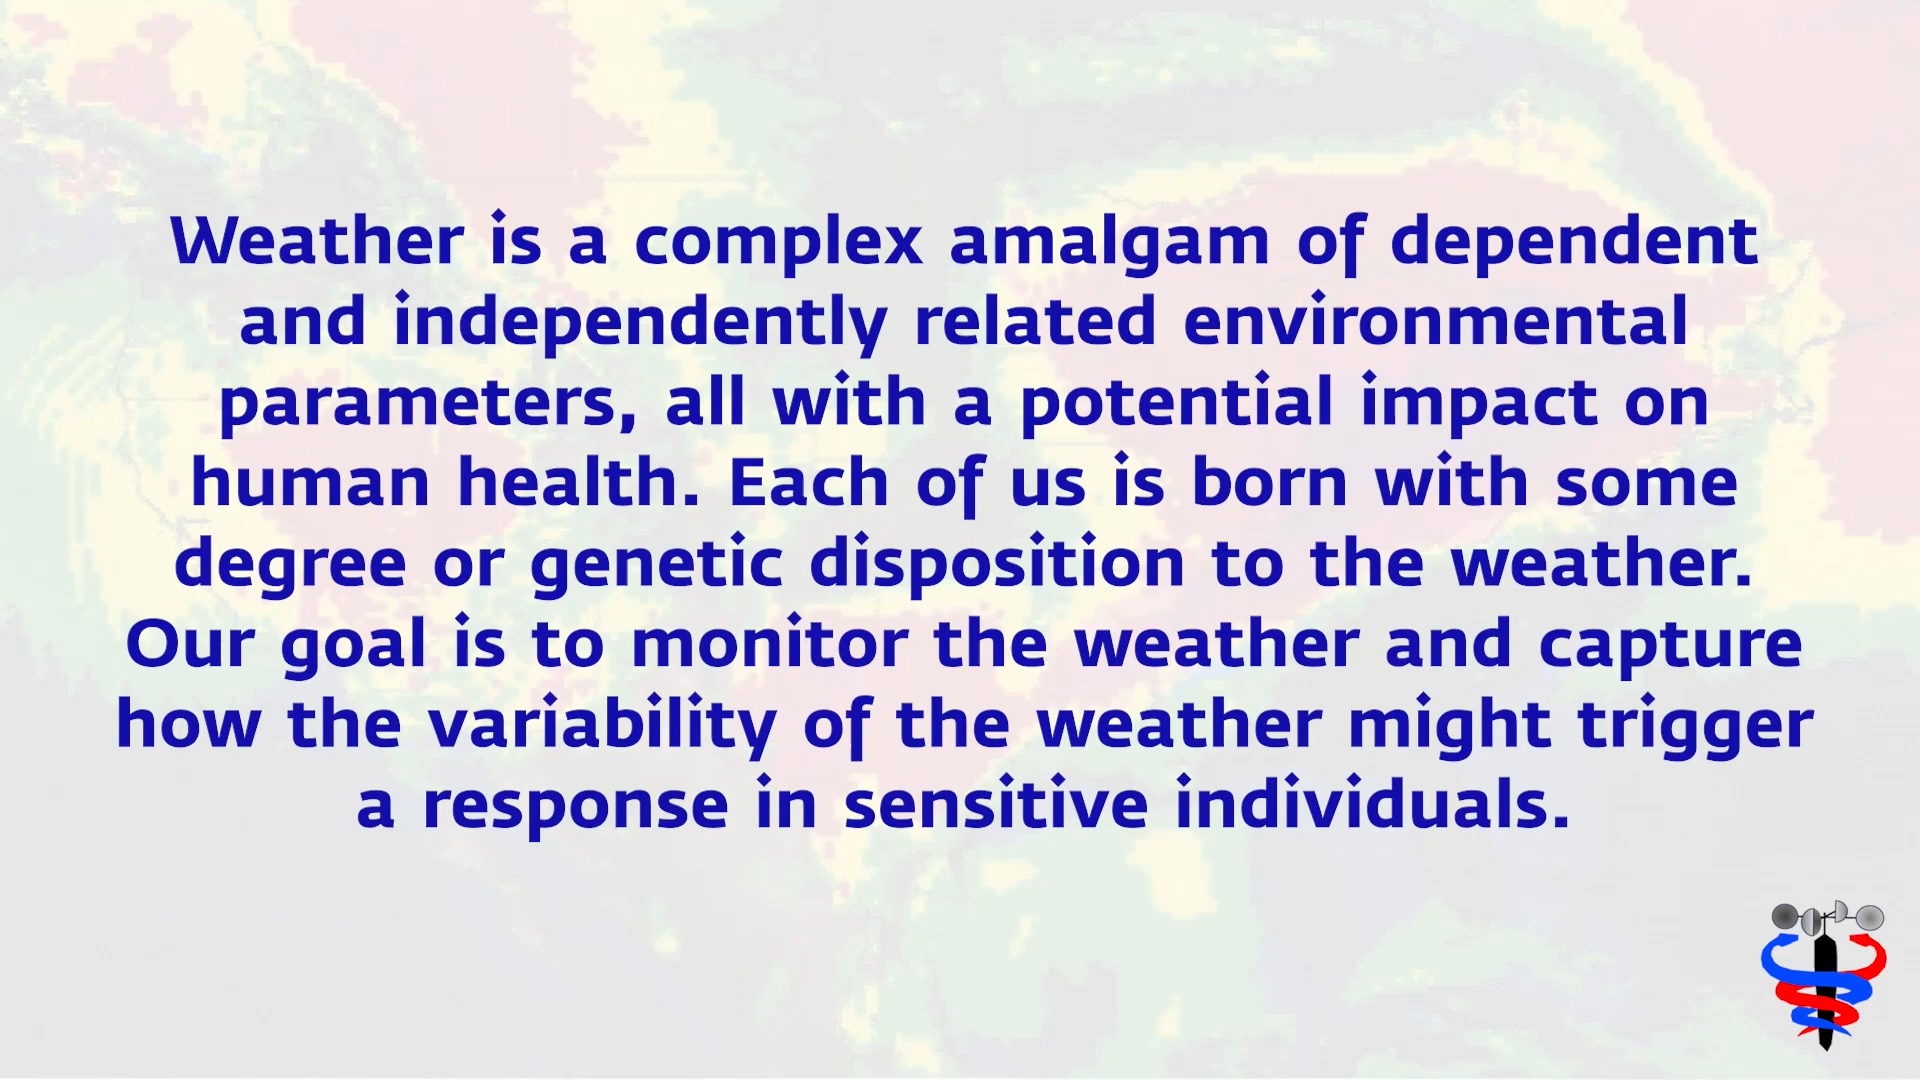 Weather is a complex amalgam of dependent
and independently related environmental
parameters, all with a potential impact on
human health. Each of us is born with some
degree or genetic disposition to the weather.
Our goal is to monitor the weather and capture
how the variability of the weather might trigger
a response in sensitive individuals.